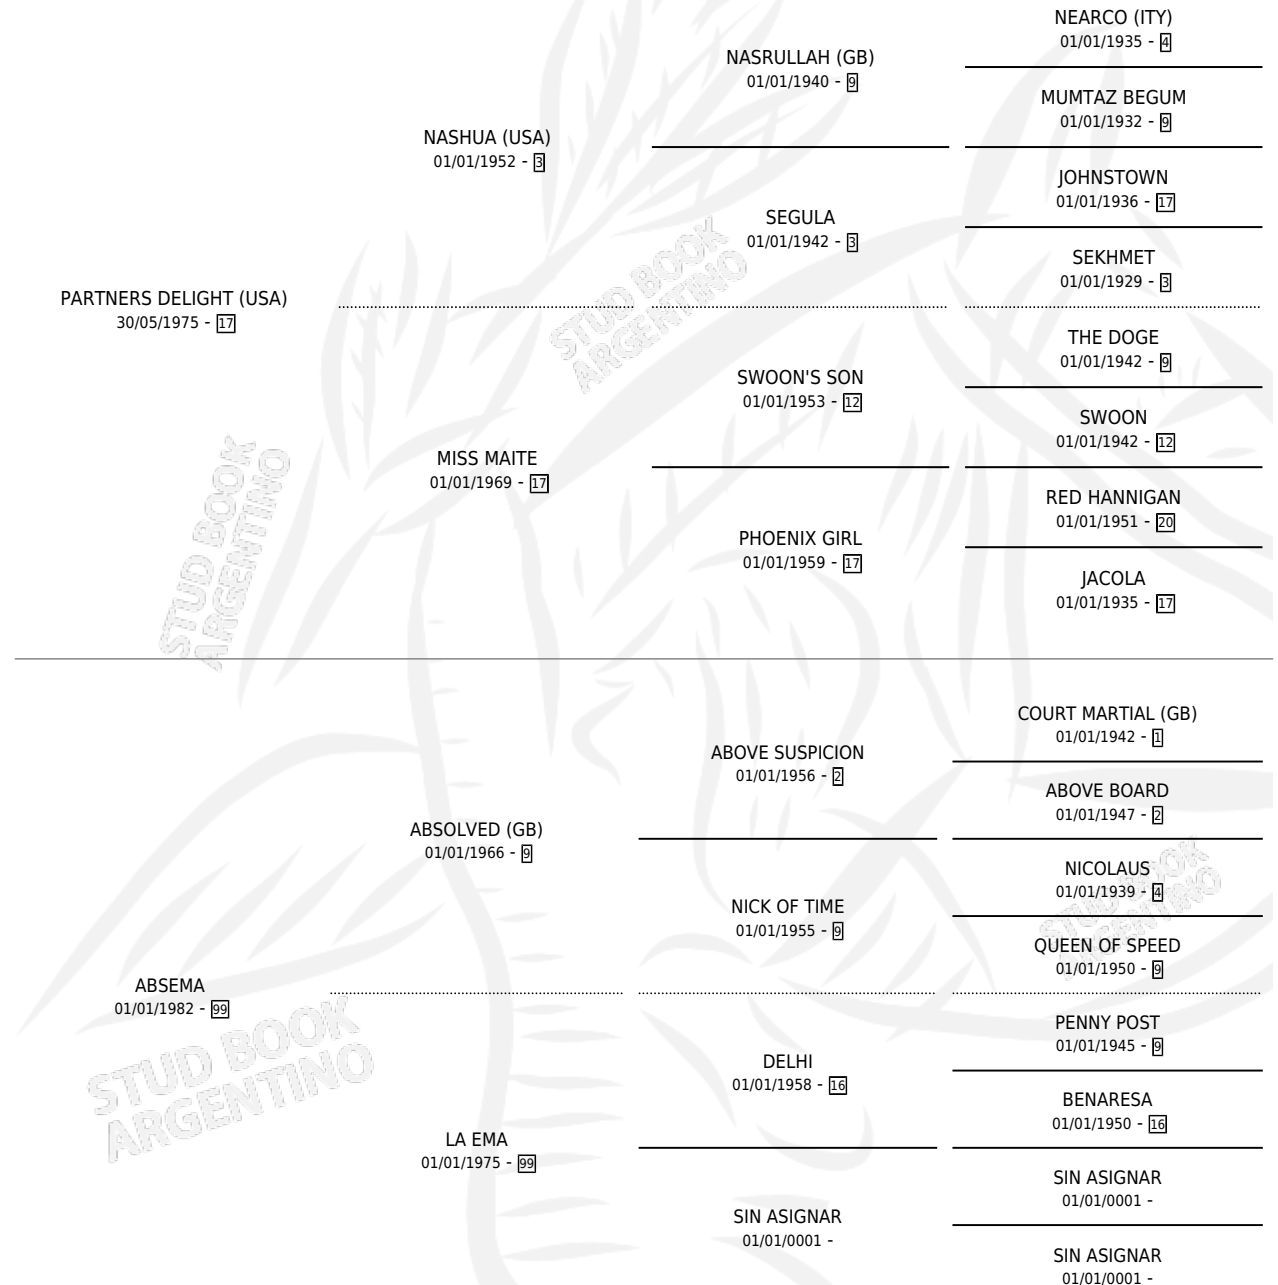 NEARCO (ITY)
01/01/1935 - 4
NASRULLAH (GB)
01/01/1940 - 9
MUMTAZ BEGUM
01/01/1932 - 9
NASHUA (USA)
01/01/1952 - 3
JOHNSTOWN
01/01/1936 - 17
SEGULA
01/01/1942 - 3
SEKHMET
01/01/1929 - 3
PARTNERS DELIGHT (USA)
30/05/1975 - 17
THE DOGE
01/01/1942 - 9
SWOON'S SON
01/01/1953 - 12
SWOON
01/01/1942 - 12
MISS MAITE
01/01/1969 - 17
RED HANNIGAN
01/01/1951 - 20
PHOENIX GIRL
01/01/1959 - 17
JACOLA
01/01/1935 - 17
COURT MARTIAL (GB)
01/01/1942 - 1
ABOVE SUSPICION
01/01/1956 - 2
ABOVE BOARD
01/01/1947 - 2
ABSOLVED (GB)
01/01/1966 - 9
NICOLAUS
01/01/1939 - 4
NICK OF TIME
01/01/1955 - 9
QUEEN OF SPEED
01/01/1950 - 9
ABSEMA
01/01/1982 - 99
PENNY POST
01/01/1945 - 9
DELHI
01/01/1958 - 16
BENARESA
01/01/1950 - 16
LA EMA
01/01/1975 - 99
SIN ASIGNAR
01/01/0001 -
SIN ASIGNAR
01/01/0001 -
SIN ASIGNAR
01/01/0001 -
STUD BOOK
ARGENTINO
STUD BOOK
ARGENTINO
STUD BOOK
ARGENTINO
STUD BOOK
ARGENTINO